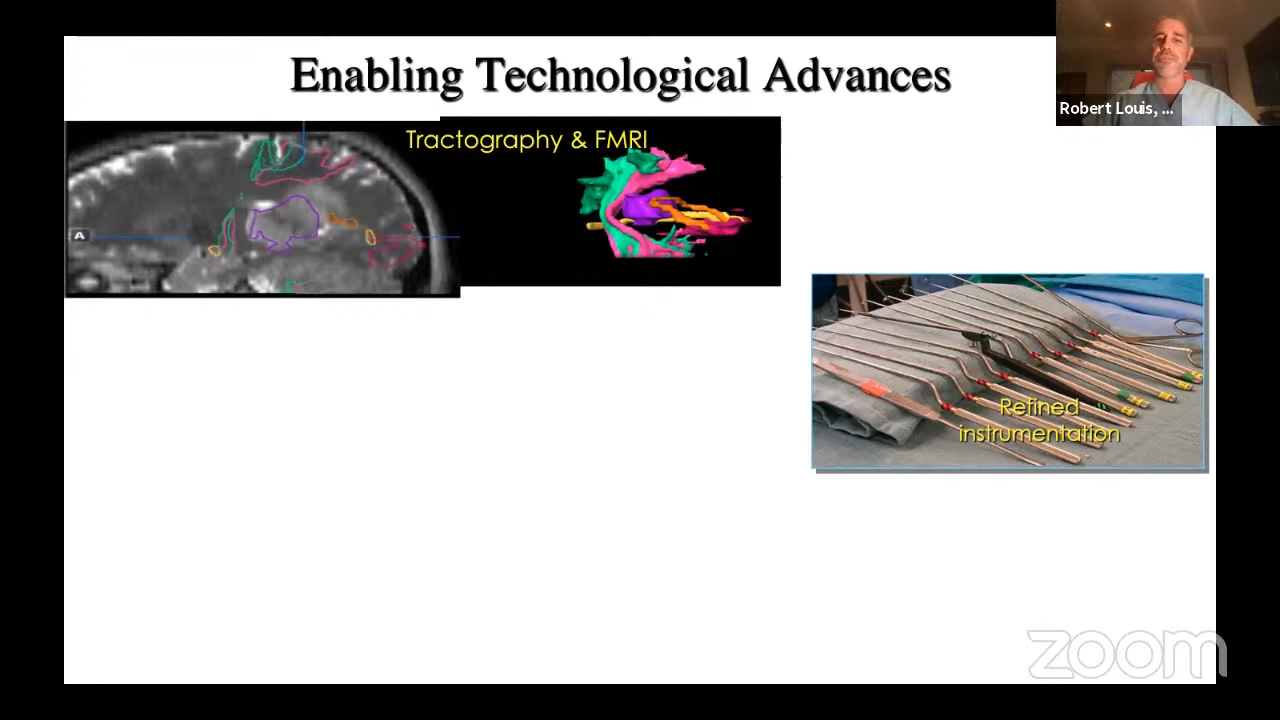 Enabling Technological Advances
Robert Louis, ...
Tractography & FMRI
A
Refined
instrumentation
zoom